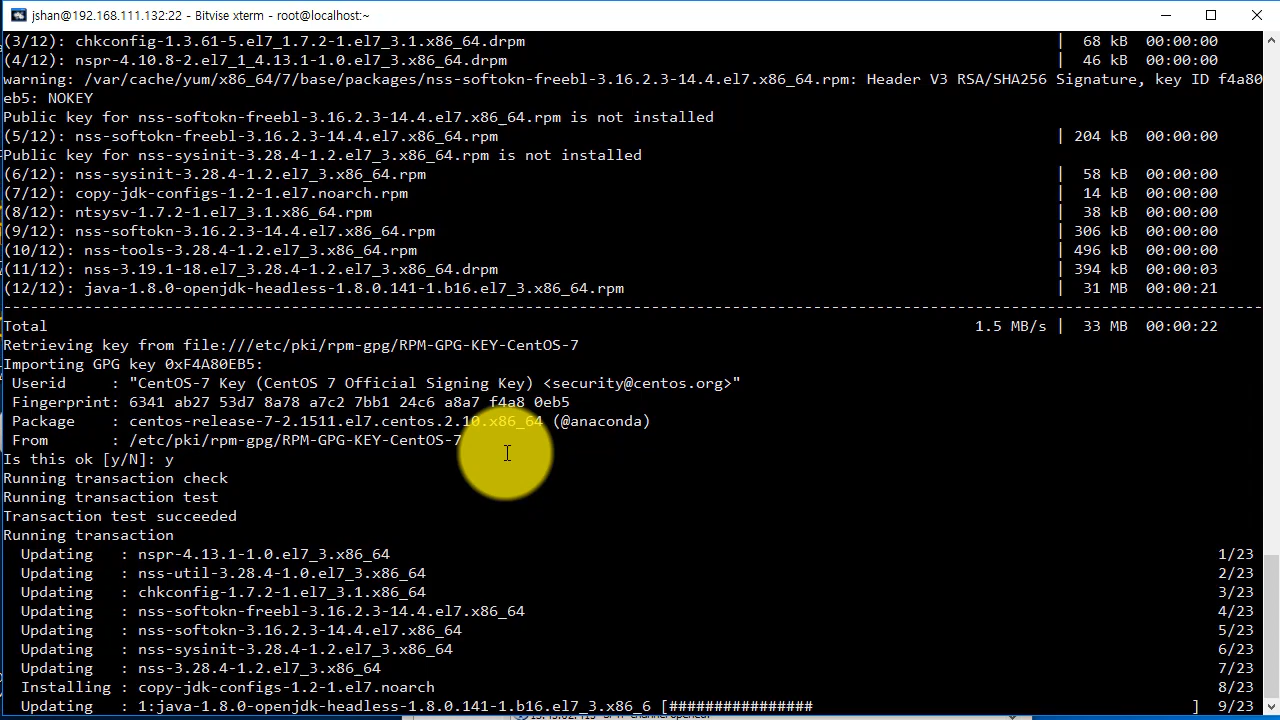 jshan@192.168.111.132:22 - Bitvise xterm - root@localhost:~
(3/12): chkconfig-1.3.61-5.el7_1.7.2-1.el7_3.1.x86_64.drpm | 68 kB 00:00:00
(4/12): nspr-4.10.8-2.el7_1_4.13.1-1.0.el7_3.x86_64.drpm | 46 kB 00:00:00
warning: /var/cache/yum/x86_64/7/base/packages/nss-softokn-freebl-3.16.2.3-14.4.el7.x86_64.rpm: Header V3 RSA/SHA256 Signature, key ID f4a80
eb5: NOKEY
Public key for nss-softokn-freebl-3.16.2.3-14.4.el7.x86_64.rpm is not installed
(5/12): nss-softokn-freebl-3.16.2.3-14.4.el7.x86_64.rpm | 204 kB 00:00:00
Public key for nss-sysinit-3.28.4-1.2.el7_3.x86_64.rpm is not installed
(6/12): nss-sysinit-3.28.4-1.2.el7_3.x86_64.rpm | 58 kB 00:00:00
(7/12): copy-jdk-configs-1.2-1.el7.noarch.rpm | 14 kB 00:00:00
(8/12): ntsysv-1.7.2-1.el7_3.1.x86_64.rpm | 38 kB 00:00:00
(9/12): nss-softokn-3.16.2.3-14.4.el7.x86_64.rpm | 306 kB 00:00:00
(10/12): nss-tools-3.28.4-1.2.el7_3.x86_64.rpm | 496 kB 00:00:00
(11/12): nss-3.19.1-18.el7_3.28.4-1.2.el7_3.x86_64.drpm | 394 kB 00:00:03
(12/12): java-1.8.0-openjdk-headless-1.8.0.141-1.b16.el7_3.x86_64.rpm | 31 MB 00:00:21
--------------------------------------------------------------------------------------------------------------------------------------------
Total 1.5 MB/s | 33 MB 00:00:22
Retrieving key from file:///etc/pki/rpm-gpg/RPM-GPG-KEY-CentOS-7
Importing GPG key 0xF4A80EB5:
Userid : "CentOS-7 Key (CentOS 7 Official Signing Key) <security@centos.org>"
Fingerprint: 6341 ab27 53d7 8a78 a7c2 7bb1 24c6 a8a7 f4a8 0eb5
Package : centos-release-7-2.1511.el7.centos.2.10.x86_64 (@anaconda)
From : /etc/pki/rpm-gpg/RPM-GPG-KEY-CentOS-7
Is this ok [y/N]: y
Running transaction check
Running transaction test
Transaction test succeeded
Running transaction
Updating : nspr-4.13.1-1.0.el7_3.x86_64 1/23
Updating : nss-util-3.28.4-1.0.el7_3.x86_64 2/23
Updating : chkconfig-1.7.2-1.el7_3.1.x86_64 3/23
Updating : nss-softokn-freebl-3.16.2.3-14.4.el7.x86_64 4/23
Updating : nss-softokn-3.16.2.3-14.4.el7.x86_64 5/23
Updating : nss-sysinit-3.28.4-1.2.el7_3.x86_64 6/23
Updating : nss-3.28.4-1.2.el7_3.x86_64 7/23
Installing : copy-jdk-configs-1.2-1.el7.noarch 8/23
Updating : 1:java-1.8.0-openjdk-headless-1.8.0.141-1.b16.el7_3.x86_6 [################ ] 9/23